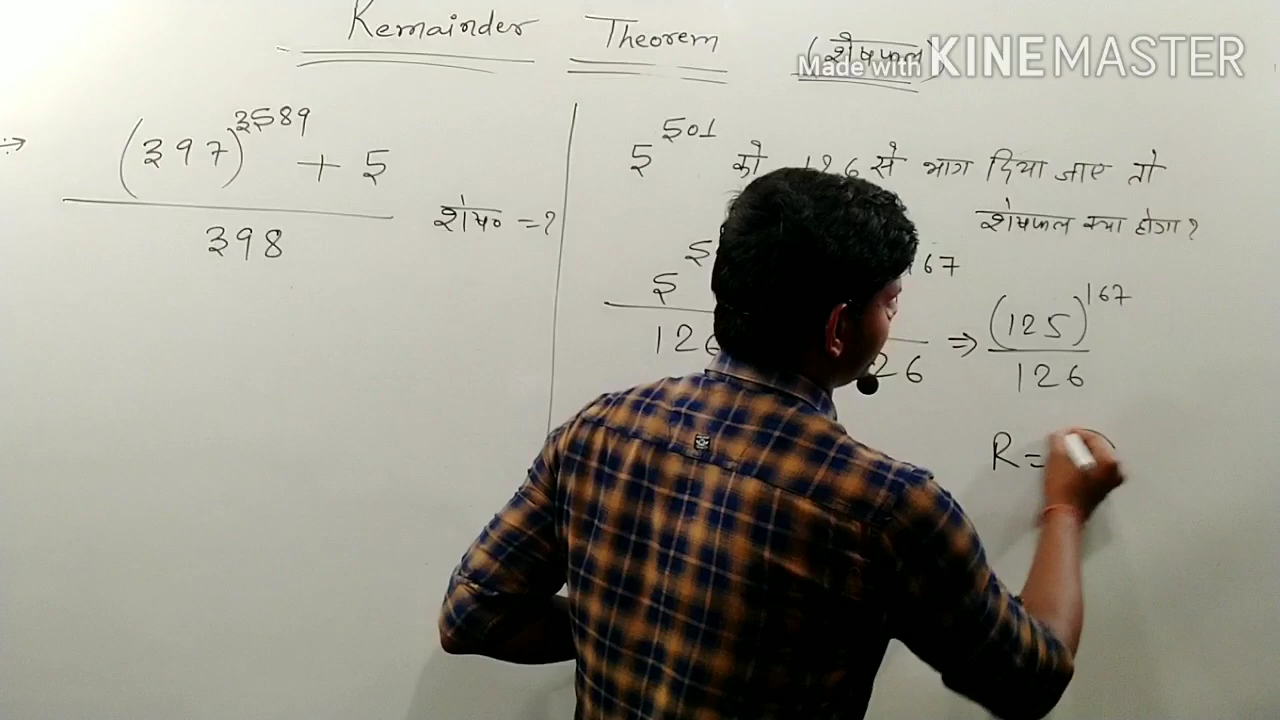 Remainder Theorem (शेषफल)
Made with KINEMASTER
(397)^3589 + 5
398
शेष० = ?
5^501 को 126 से भाग दिया जाए तो
शेषफल क्या होगा?
5
167
126
26
⇒ (125)^167
126
R =